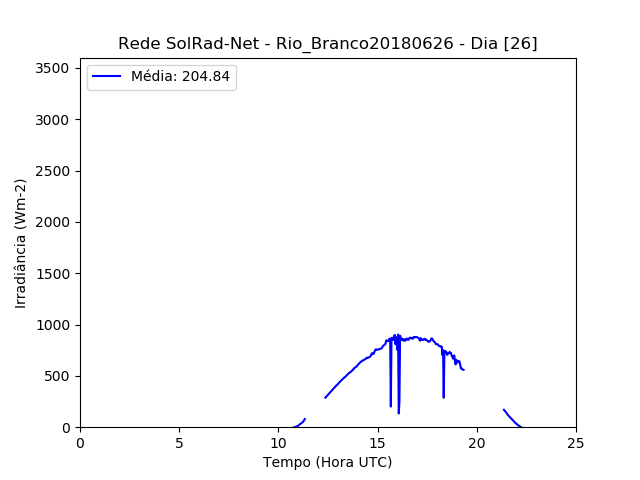 Rede SolRad-Net - Rio_Branco20180626 - Dia [26]
Média: 204.84
Irradiância (Wm-2)
3500
3000
2500
2000
1500
1000
500
0
0 5 10 15 20 25
Tempo (Hora UTC)